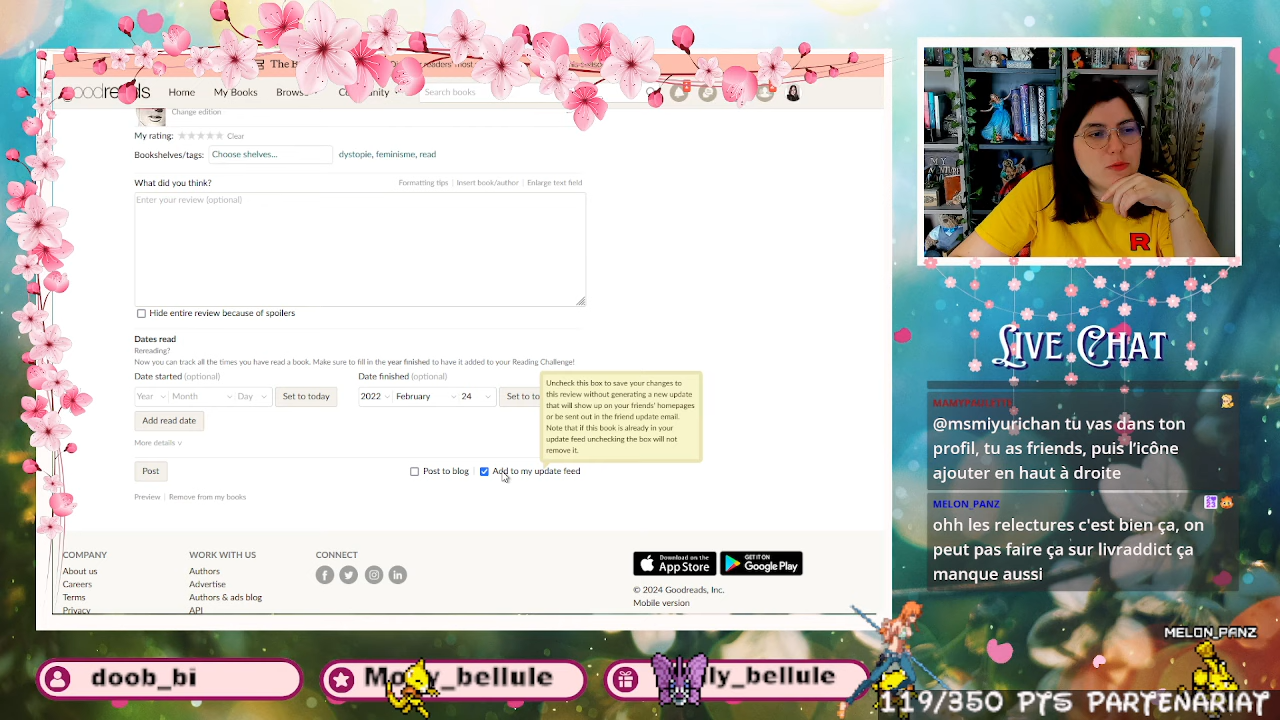 The
readers' most
goodreads
Home
My Books
Community
Search books
Change edition
My rating:
Clear
Bookshelves/tags:
Choose shelves...
dystopie, feminisme, read
What did you think?
Formatting tips | Insert book/author | Enlarge text field
Enter your review (optional)
Hide entire review because of spoilers
Dates read
Rereading?
Now you can track all the times you have read a book. Make sure to fill in the year finished to have it added to your Reading Challenge!
Date started (optional)
Date finished (optional)
Year
Month
Day
Set to today
2022
February
24
Set to to
Add read date
More details
Uncheck this box to save your changes to
this review without generating a new update
that will show up on your friends' homepages
or be sent out in the friend update email.
Note that if this book is already in your
update feed unchecking the box will not
remove it.
Post
Post to blog
Add to my update feed
Preview | Remove from my books
COMPANY
About us
Careers
Terms
Privacy
WORK WITH US
Authors
Advertise
Authors & ads blog
API
CONNECT
Download on the
App Store
GET IT ON
Google Play
© 2024 Goodreads, Inc.
Mobile version
MY
R
LIVE CHAT
@msmiyurichan tu vas dans ton
profil, tu as friends, puis l'icône
ajouter en haut à droite
MELON_PANZ
ohh les relectures c'est bien ça, on
peut pas faire ça sur livraddict ça
manque aussi
MELON_PANZ
doob_bi
ly_bellule
119/350 PTS PARTENARIAT